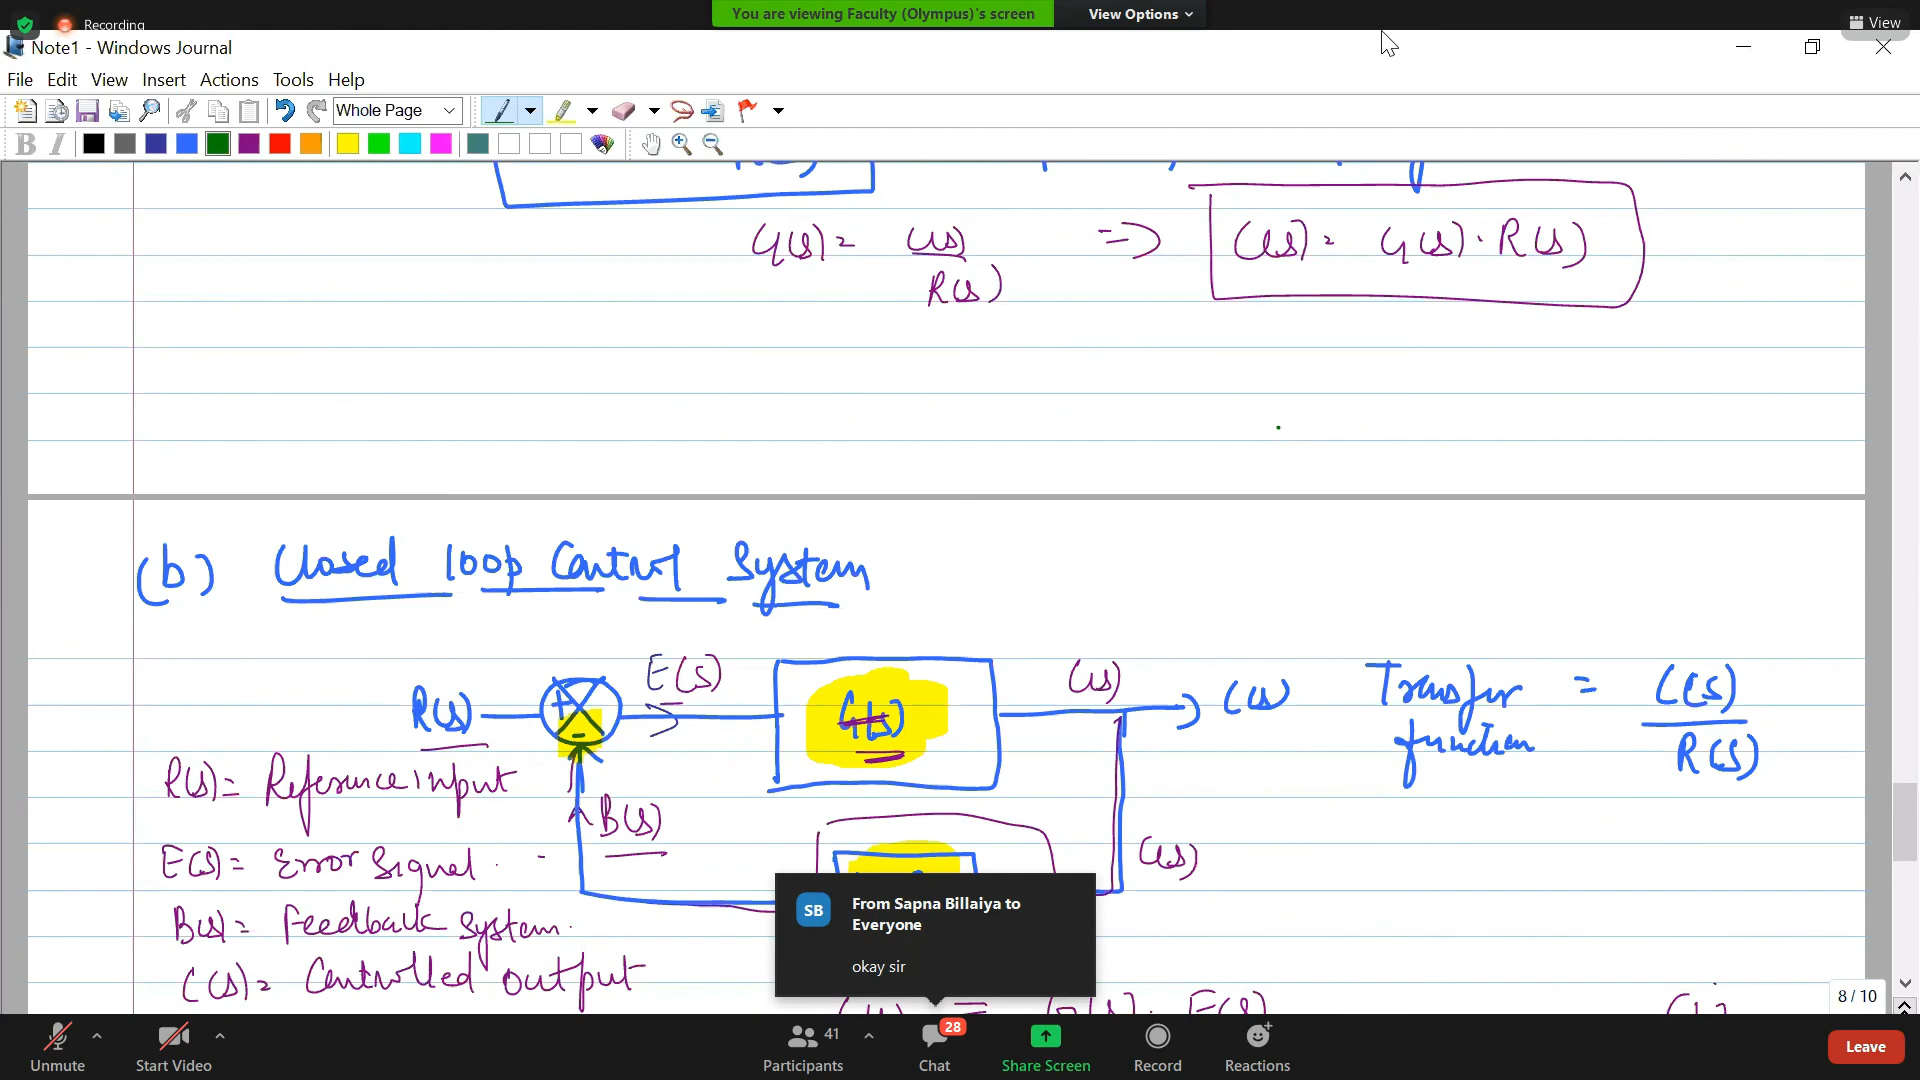 Recording
You are viewing Faculty (Olympus)'s screen
View Options
View
Note1 - Windows Journal
File Edit View Insert Actions Tools Help
Whole Page
B I
G(s) = C(s) / R(s) => C(s) = G(s) · R(s)
(b) Closed loop Control System
R(s) + - E(s) G(s) C(s) C(s)
Transfer function = C(s) / R(s)
R(s) = Reference input
B(s)
C(s)
E(s) = Error Signal
B(s) = Feedback system.
C(s) = Controlled output
SB
From Sapna Billaiya to
Everyone
okay sir
8 / 10
Unmute
Start Video
41
Participants
28
Chat
Share Screen
Record
Reactions
Leave